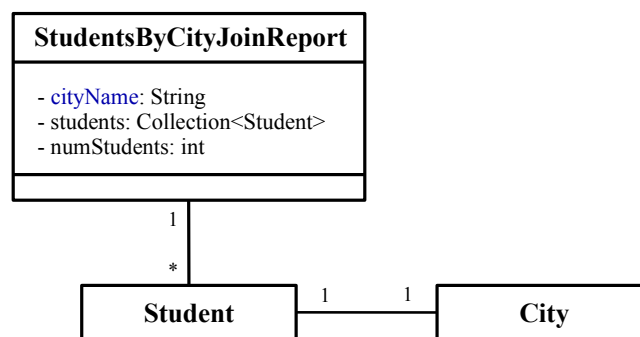 StudentsByCityJoinReport
- cityName: String
- students: Collection<Student>
- numStudents: int
1
*
Student
1
1
City